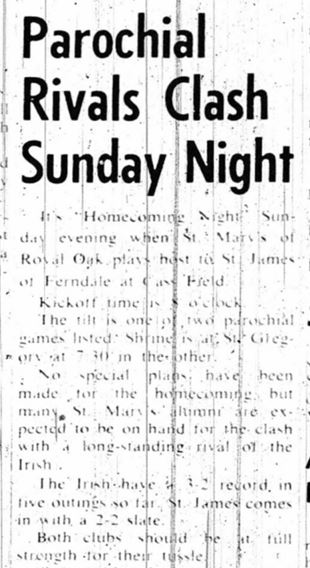 Parochial
Rivals Clash
Sunday Night
It's "Homecoming Night" Sun-
day evening when St. Mary's of
Royal Oak plays host to St. James
of Ferndale at Cass Field.
Kickoff time is 8 o'clock.
The tilt is one of two parochial
games listed. Shrine is at St. Greg-
ory at 7:30 in the other.
No special plans have been
made for the homecoming, but
many St. Mary's alumni are ex-
pected to be on hand for the clash
with a long-standing rival of the
Irish.
The Irish have a 3-2 record in
five outings so far. St. James comes
in with a 2-2 slate.
Both clubs should be at full
strength for their tussle.